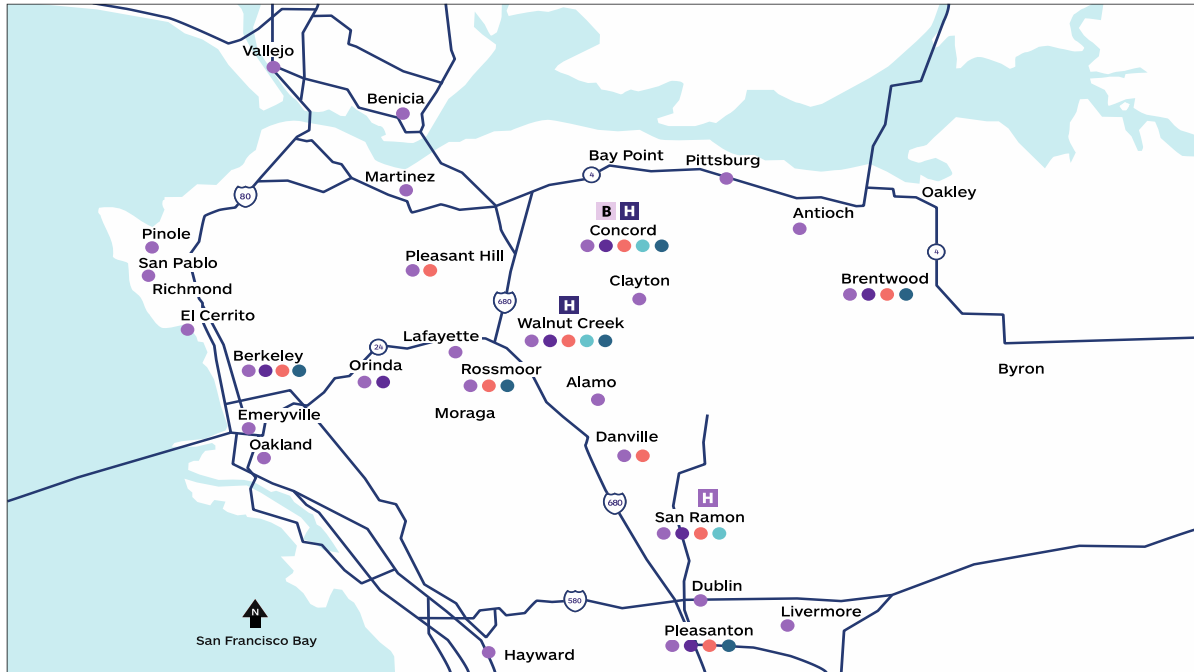 Vallejo
Benicia
Bay Point
Pittsburg
4
Martinez
80
Oakley
B H
Antioch
Concord
Pinole
4
Pleasant Hill
San Pablo
Clayton
Brentwood
Richmond
680
H
El Cerrito
Walnut Creek
Lafayette
24
Berkeley
Orinda
Rossmoor
Byron
Alamo
Moraga
Emeryville
Danville
Oakland
H
680
San Ramon
Dublin
580
N
Livermore
San Francisco Bay
Pleasanton
Hayward